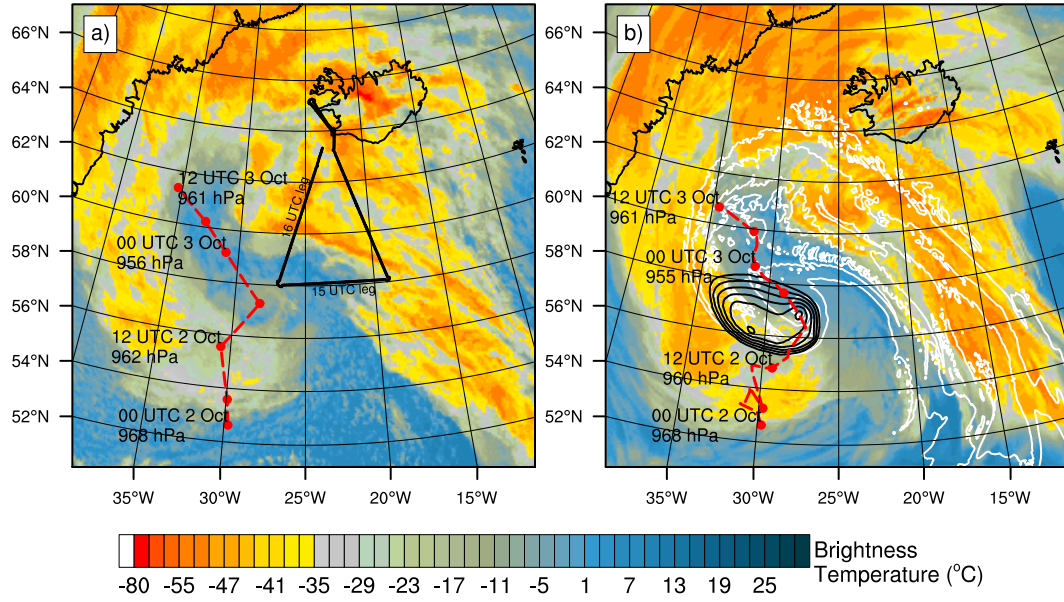 a)
66°N
64°N
62°N
60°N
58°N
56°N
54°N
52°N
12 UTC 3 Oct
961 hPa
00 UTC 3 Oct
956 hPa
12 UTC 2 Oct
962 hPa
00 UTC 2 Oct
968 hPa
16 UTC leg
15 UTC leg
35°W
30°W
25°W
20°W
15°W
b)
66°N
64°N
62°N
60°N
58°N
56°N
54°N
52°N
12 UTC 3 Oct
961 hPa
00 UTC 3 Oct
955 hPa
12 UTC 2 Oct
960 hPa
00 UTC 2 Oct
968 hPa
35°W
30°W
25°W
20°W
15°W
-80 -55 -47 -41 -35 -29 -23 -17 -11 -5 1 7 13 19 25
Brightness
Temperature (°C)